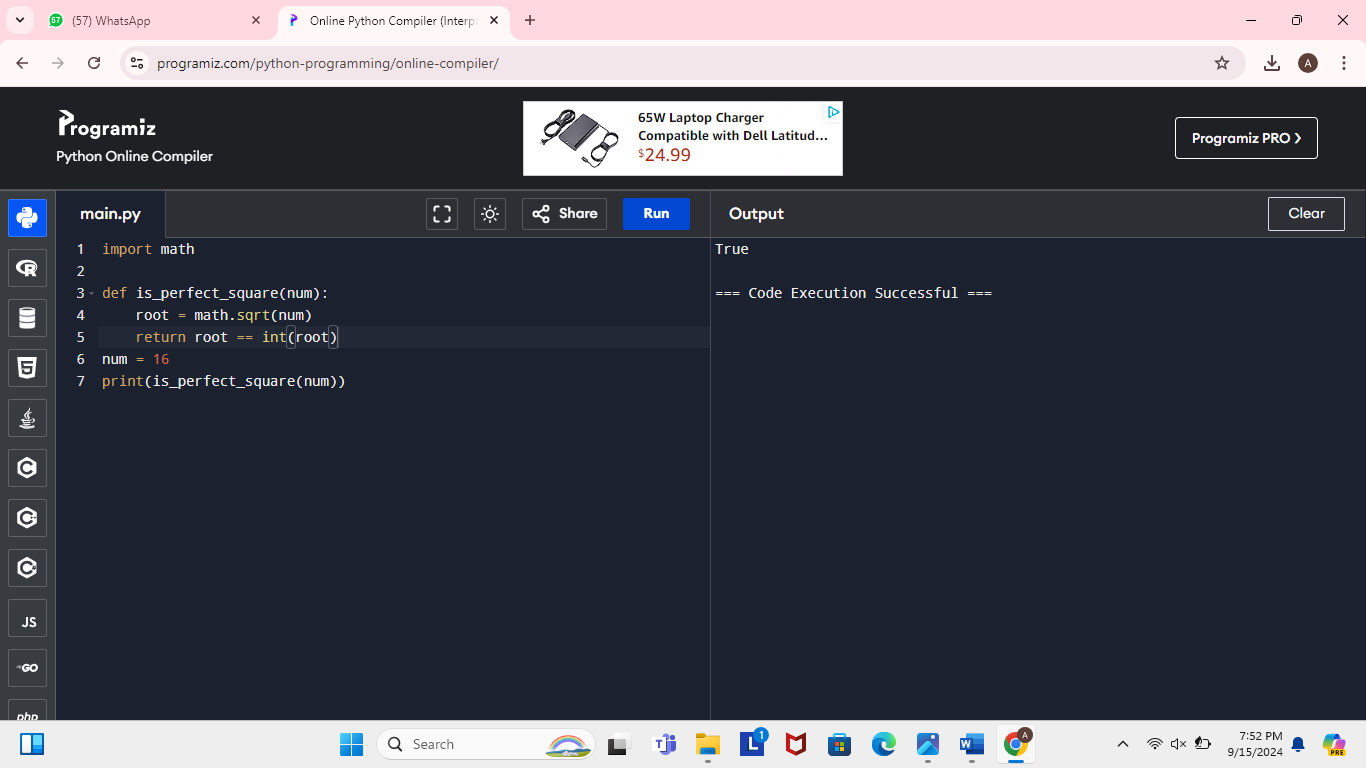 (57) WhatsApp
Online Python Compiler (Interp
programiz.com/python-programming/online-compiler/
A
Programiz
Python Online Compiler
65W Laptop Charger
Compatible with Dell Latitud...
$24.99
Programiz PRO >
main.py
Share
Run
Output
Clear
1 import math
2
3 def is_perfect_square(num):
4 root = math.sqrt(num)
5 return root == int(root)
6 num = 16
7 print(is_perfect_square(num))
True
=== Code Execution Successful ===
JS
GO
php
Search
1
A
7:52 PM
9/15/2024
PRE